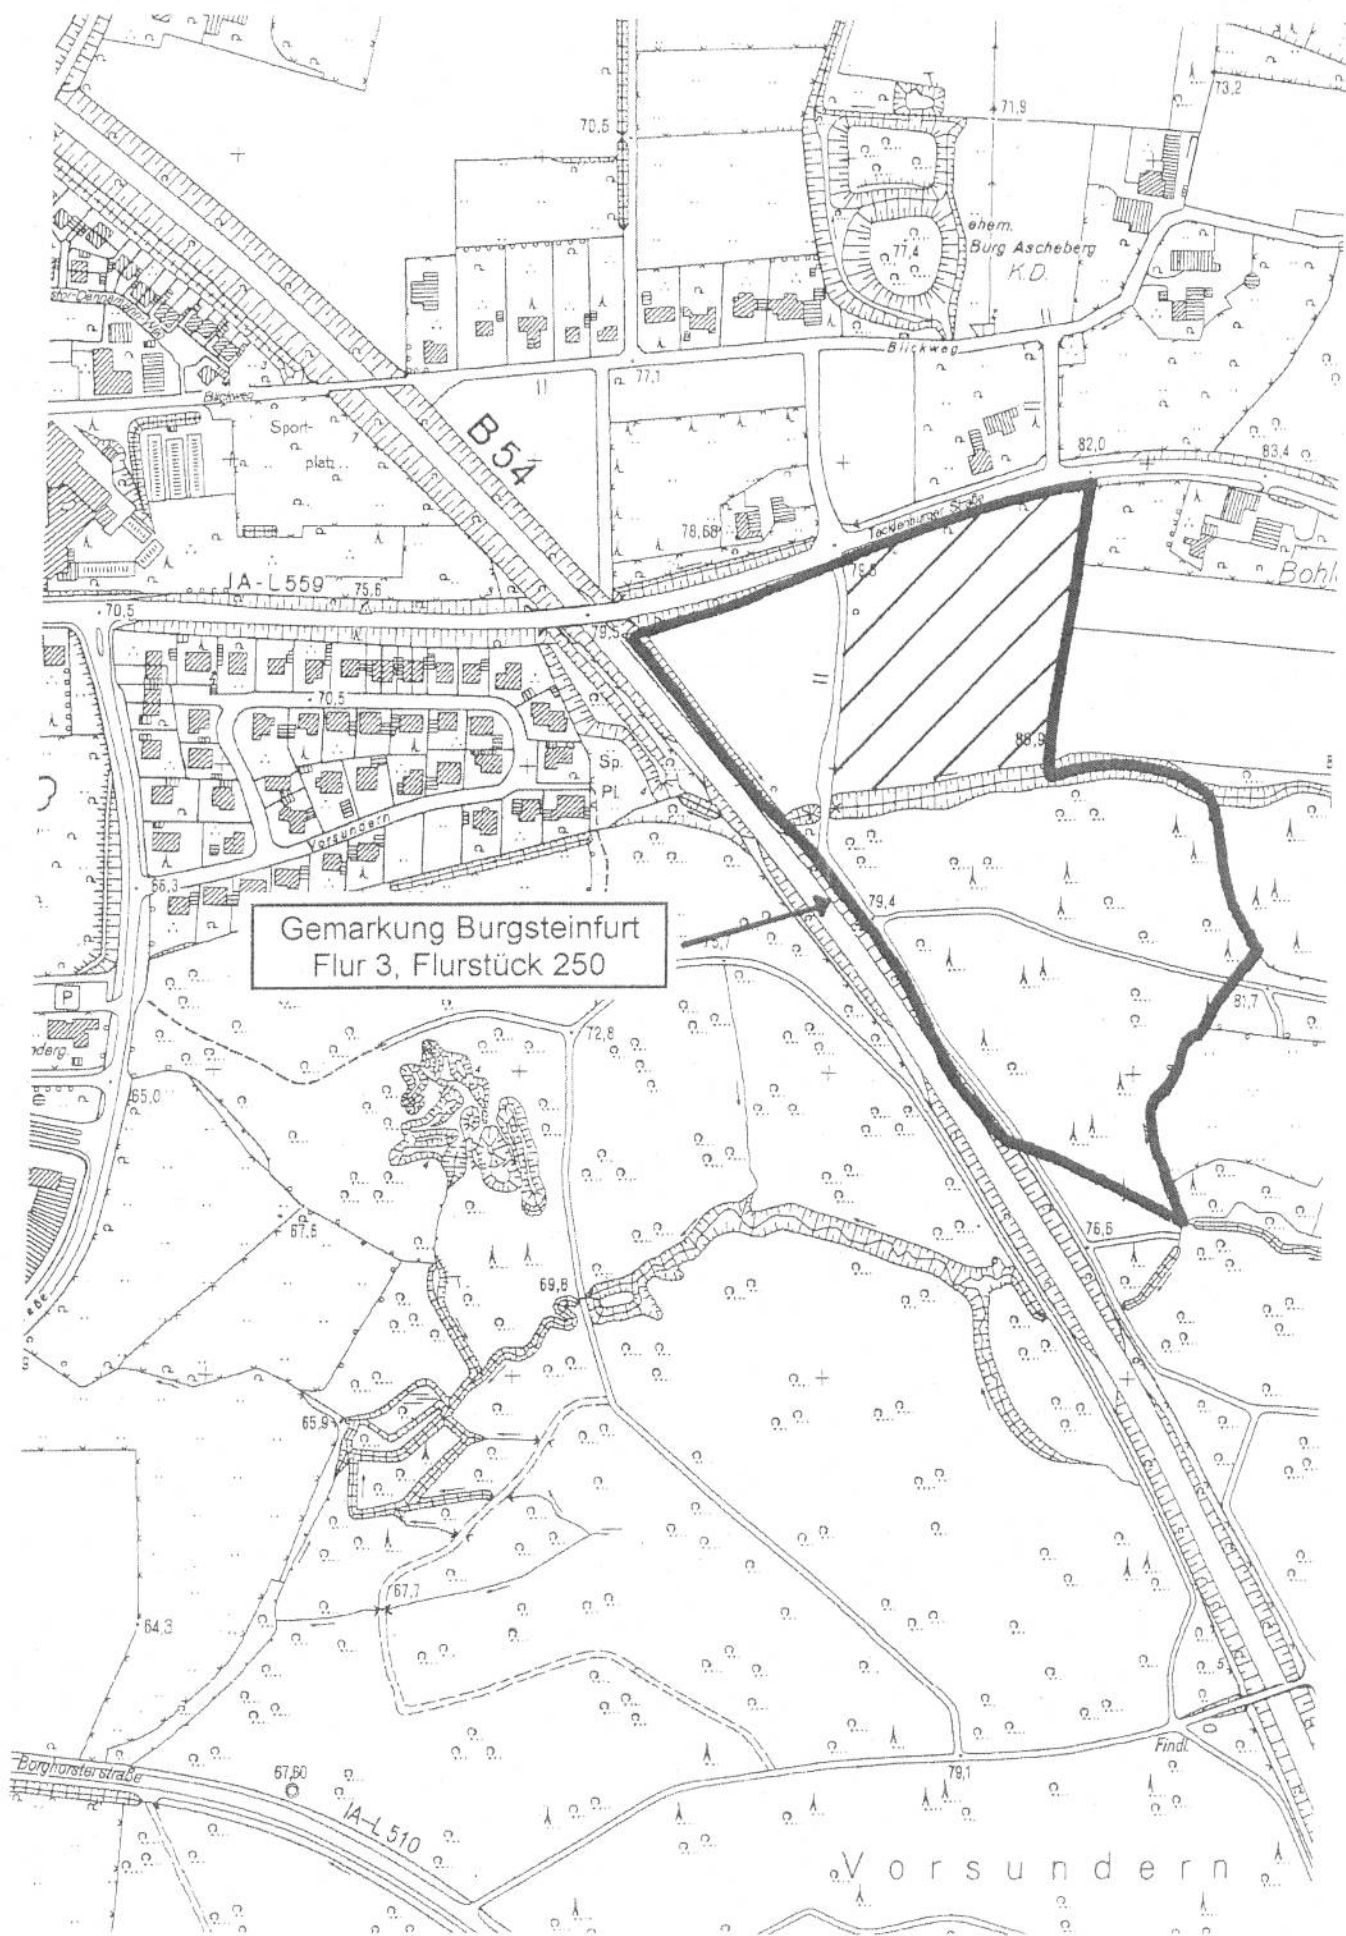 73,2
71,9
70,5
ehem.
Burg Ascheberg
K.D.
77,4
Blickweg
77,1
Blickweg
Sport-
platz
B 54
82,0
83,4
Tecklenburger Straße
78,68
IA-L 559
75,6
70,5
79,5
70,5
88,9
Sp.
Pl.
Vorsundern
66,3
79,4
Gemarkung Burgsteinfurt
Flur 3, Flurstück 250
P
81,7
72,8
65,0
67,6
76,6
69,8
65,9
67,7
64,3
5
Findl.
Borghorsterstraße
67,60
79,1
IA-L 510
Vorsundern